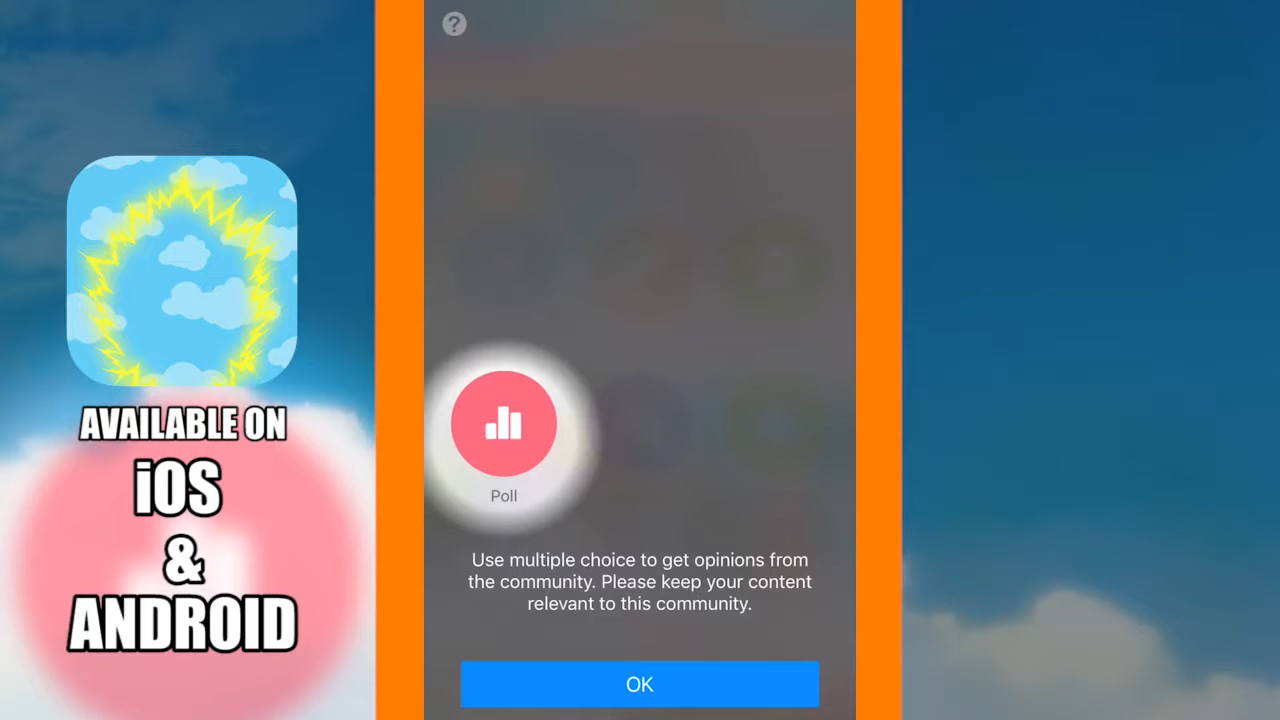 AVAILABLE ON
iOS
&
ANDROID
?
Poll
Use multiple choice to get opinions from
the community. Please keep your content
relevant to this community.
OK